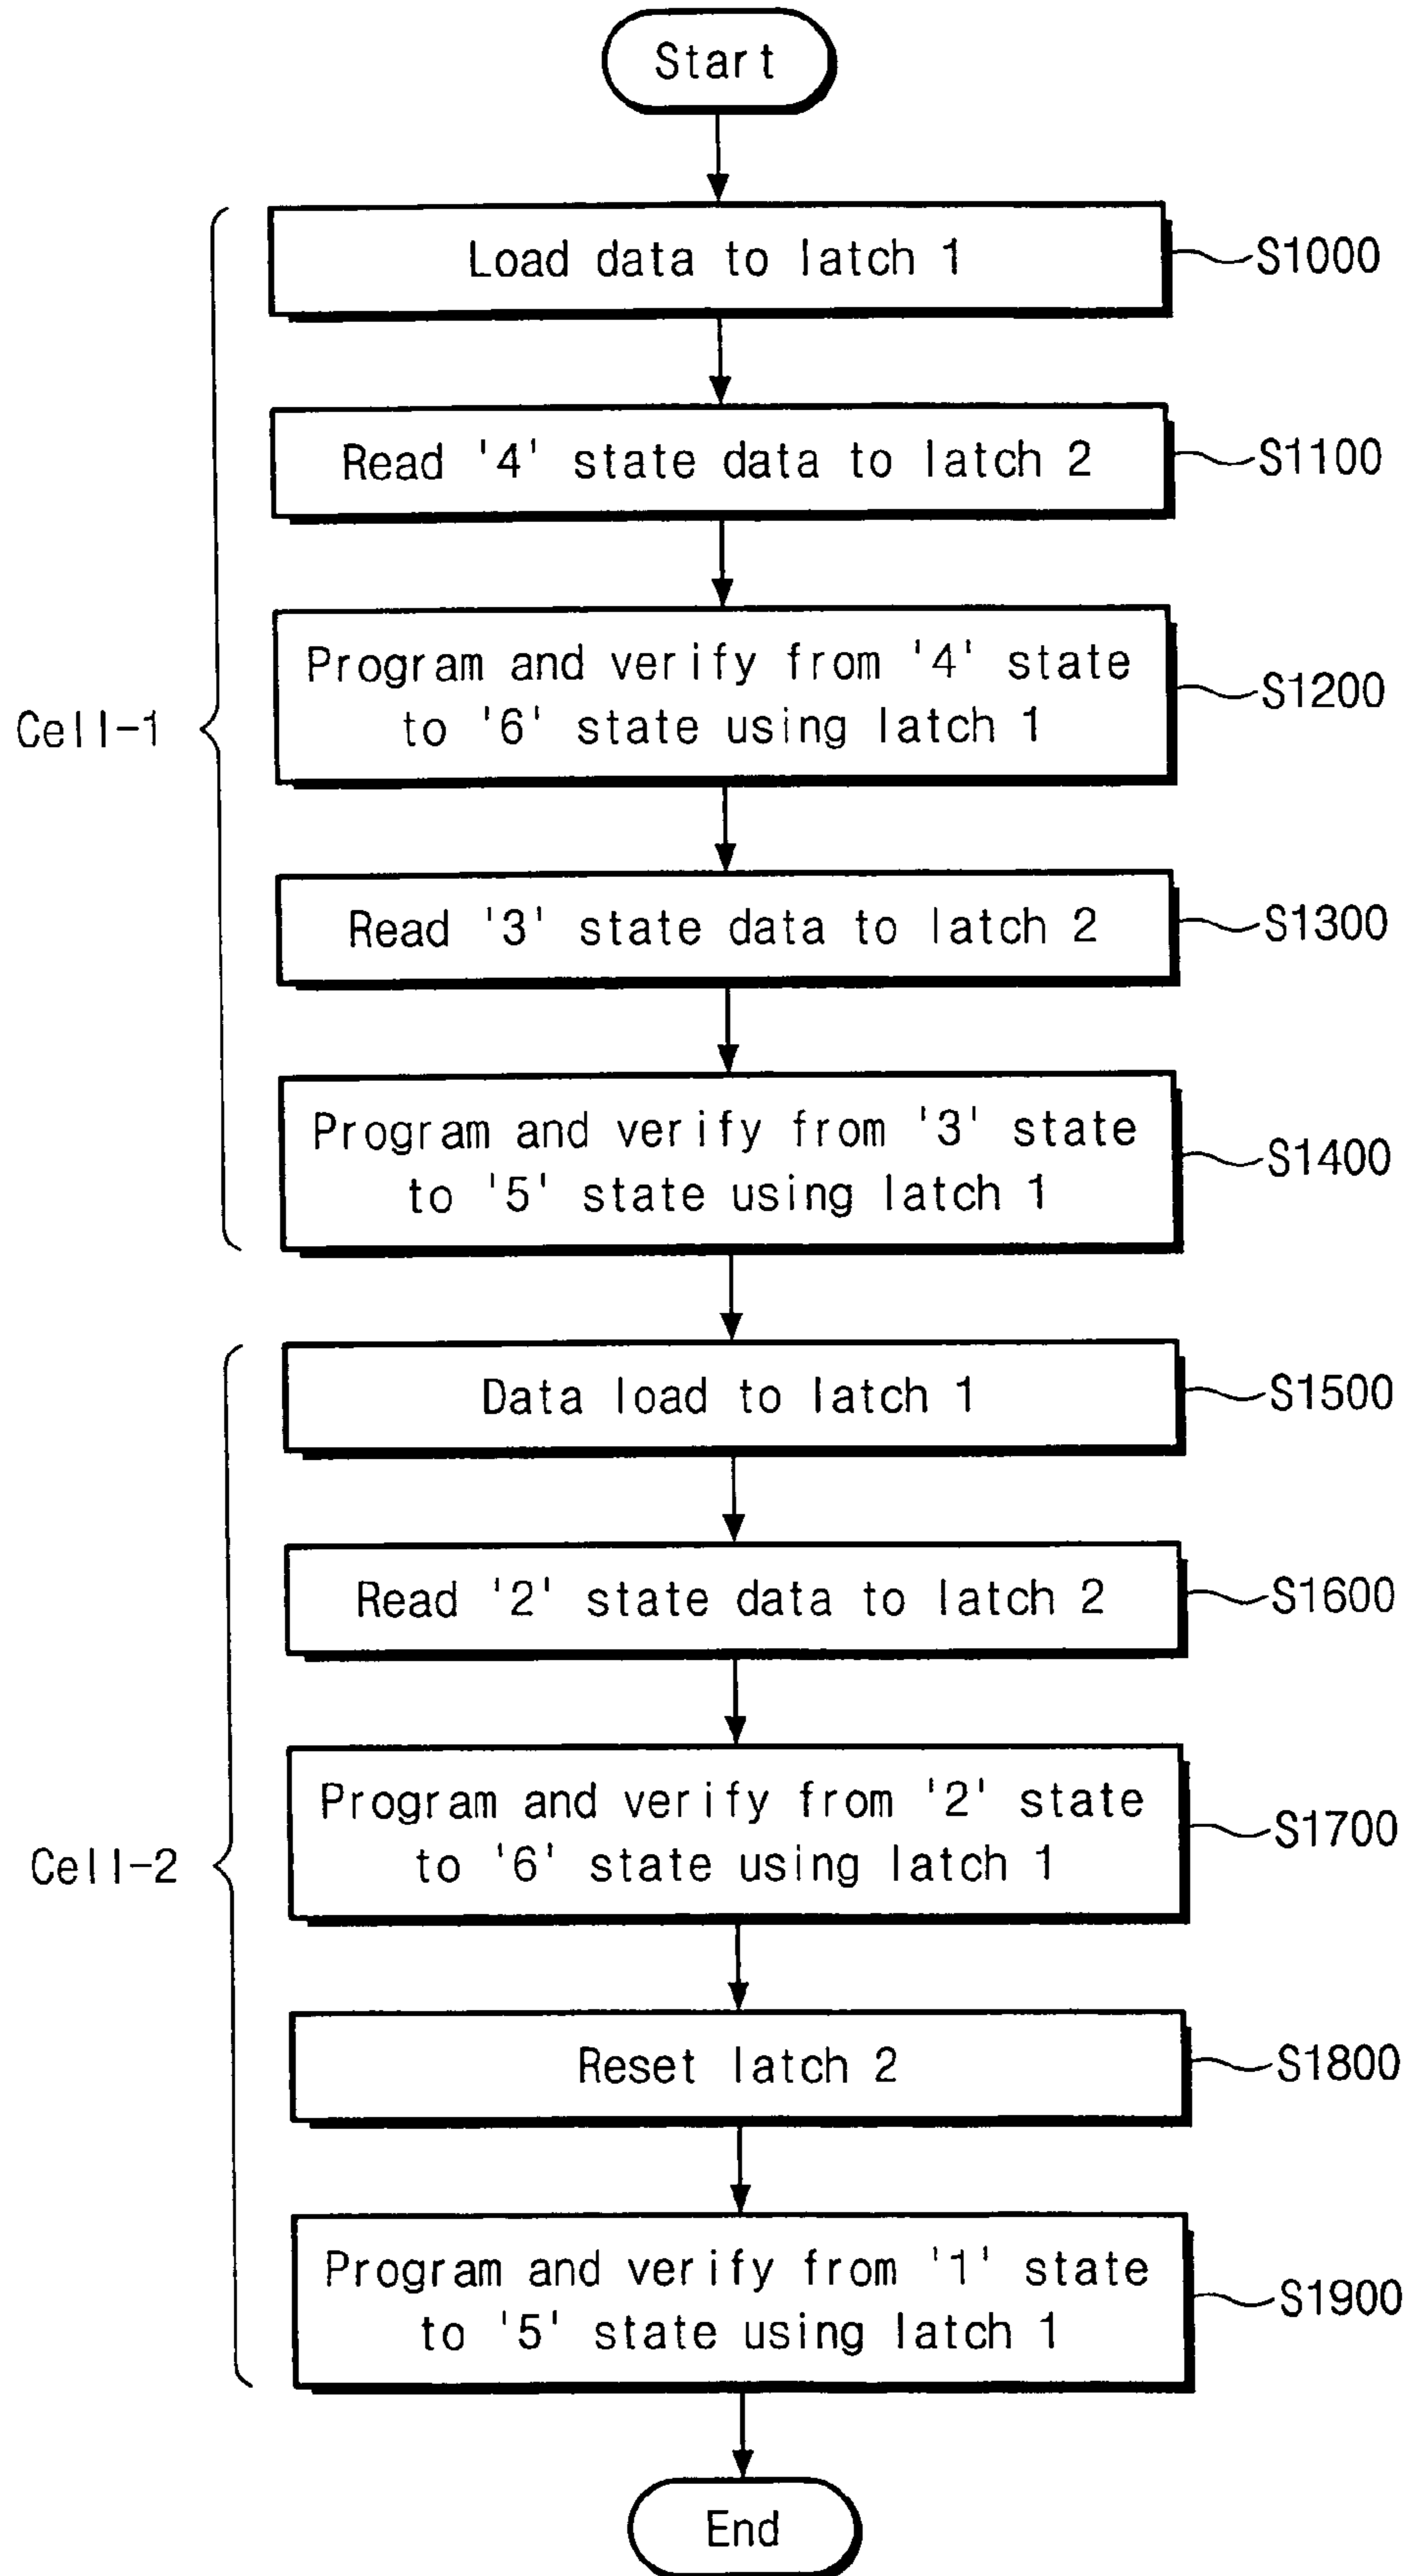 Start
Load data to latch 1
S1000
Read '4' state data to latch 2
S1100
Program and verify from '4' state
to '6' state using latch 1
S1200
Cell-1
Read '3' state data to latch 2
S1300
Program and verify from '3' state
to '5' state using latch 1
S1400
Data load to latch 1
S1500
Read '2' state data to latch 2
S1600
Program and verify from '2' state
to '6' state using latch 1
S1700
Cell-2
Reset latch 2
S1800
Program and verify from '1' state
to '5' state using latch 1
S1900
End